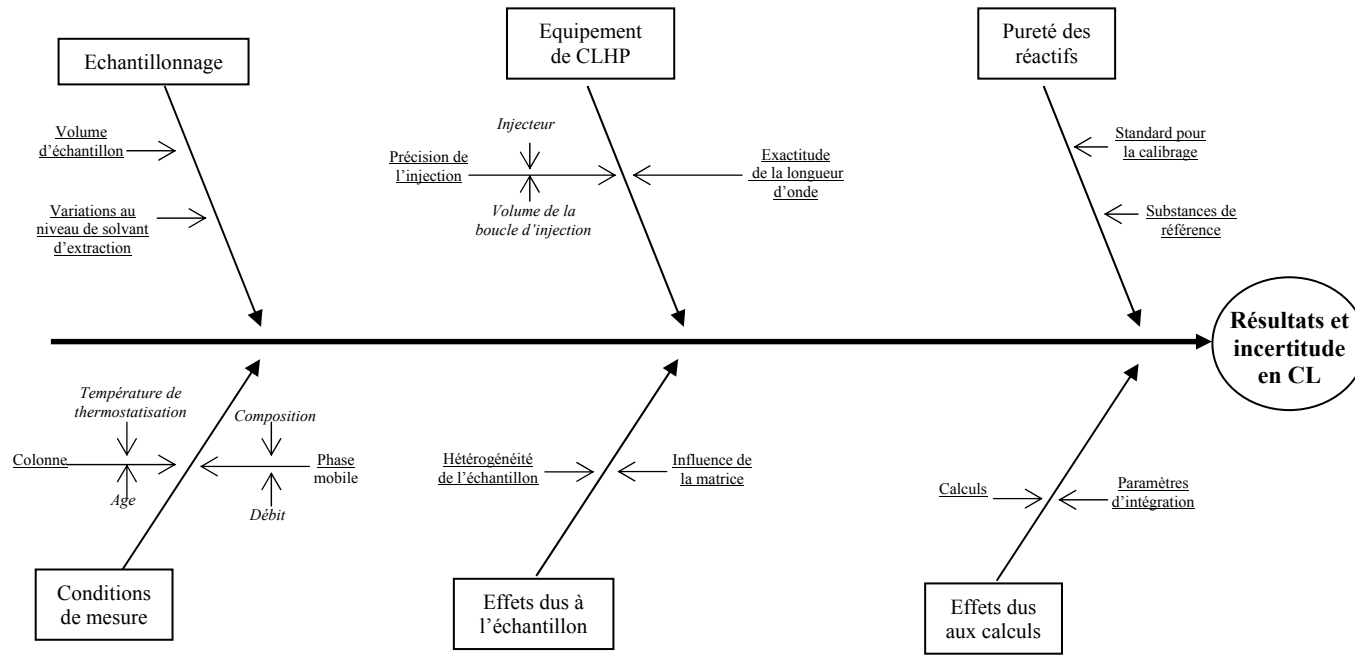 Echantillonnage
Equipement
de CLHP
Pureté des
réactifs
Volume
d'échantillon
Variations au
niveau de solvant
d'extraction
Injecteur
Précision de
l'injection
Volume de la
boucle d'injection
Exactitude
de la longueur
d'onde
Standard pour
la calibrage
Substances de
référence
Résultats et
incertitude
en CL
Température de
thermostatisation
Colonne
Age
Composition
Phase
mobile
Débit
Hétérogénéité
de l'échantillon
Influence de
la matrice
Calculs
Paramètres
d'intégration
Conditions
de mesure
Effets dus à
l'échantillon
Effets dus
aux calculs